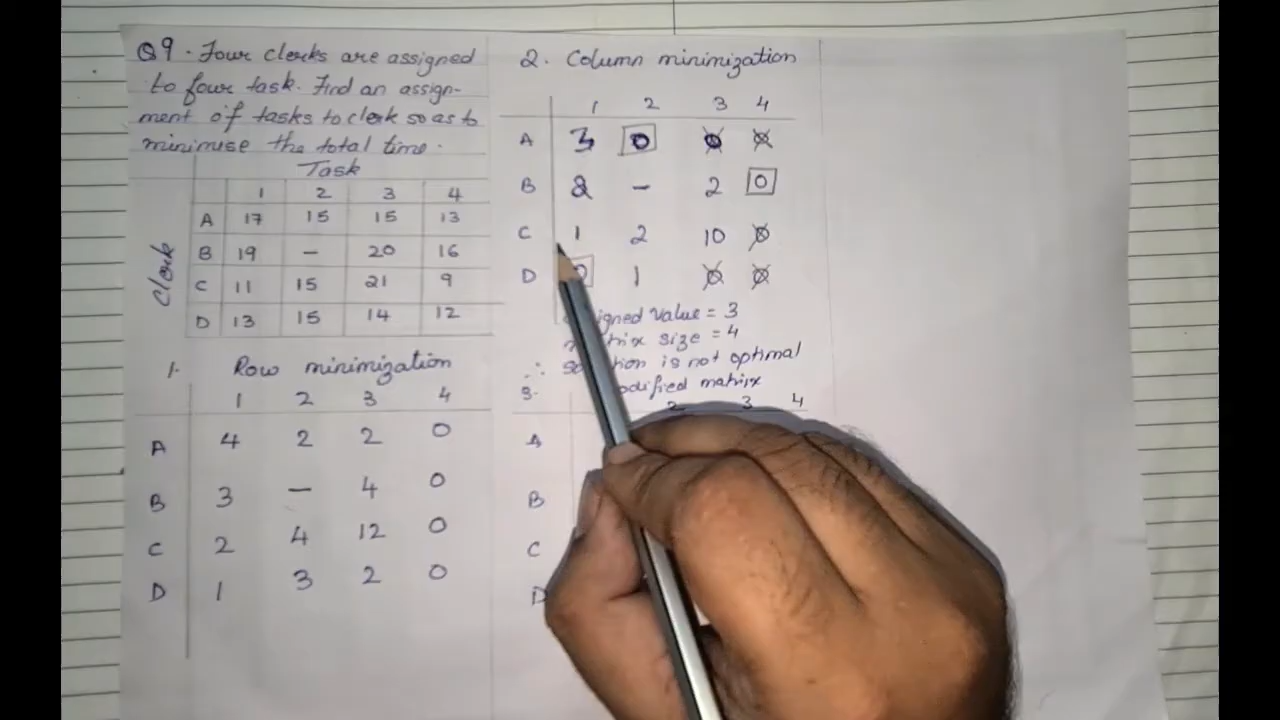 Q9. Four clerks are assigned
to four task. Find an assign-
ment of tasks to clerk so as to
minimise the total time.
Task
1 2 3 4
A 17 15 15 13
B 19 - 20 16
C 11 15 21 9
D 13 15 14 12
Clerk
1. Row minimization
1 2 3 4
A 4 2 2 0
B 3 - 4 0
C 2 4 12 0
D 1 3 2 0
2. Column minimization
1 2 3 4
A 3 0 0 0
B 2 - 2 0
C 1 2 10 0
D 0 1 0 0
value = 3
size = 4
∴ is not optimal
3. matrix
2 3 4
A
B
C
D